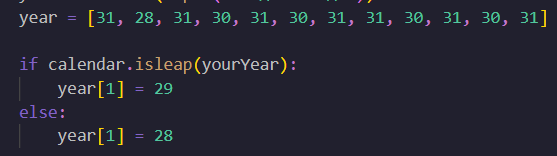 year = [31, 28, 31, 30, 31, 30, 31, 31, 30, 31, 30, 31]
if calendar.isleap(yourYear):
year[1] = 29
else:
year[1] = 28